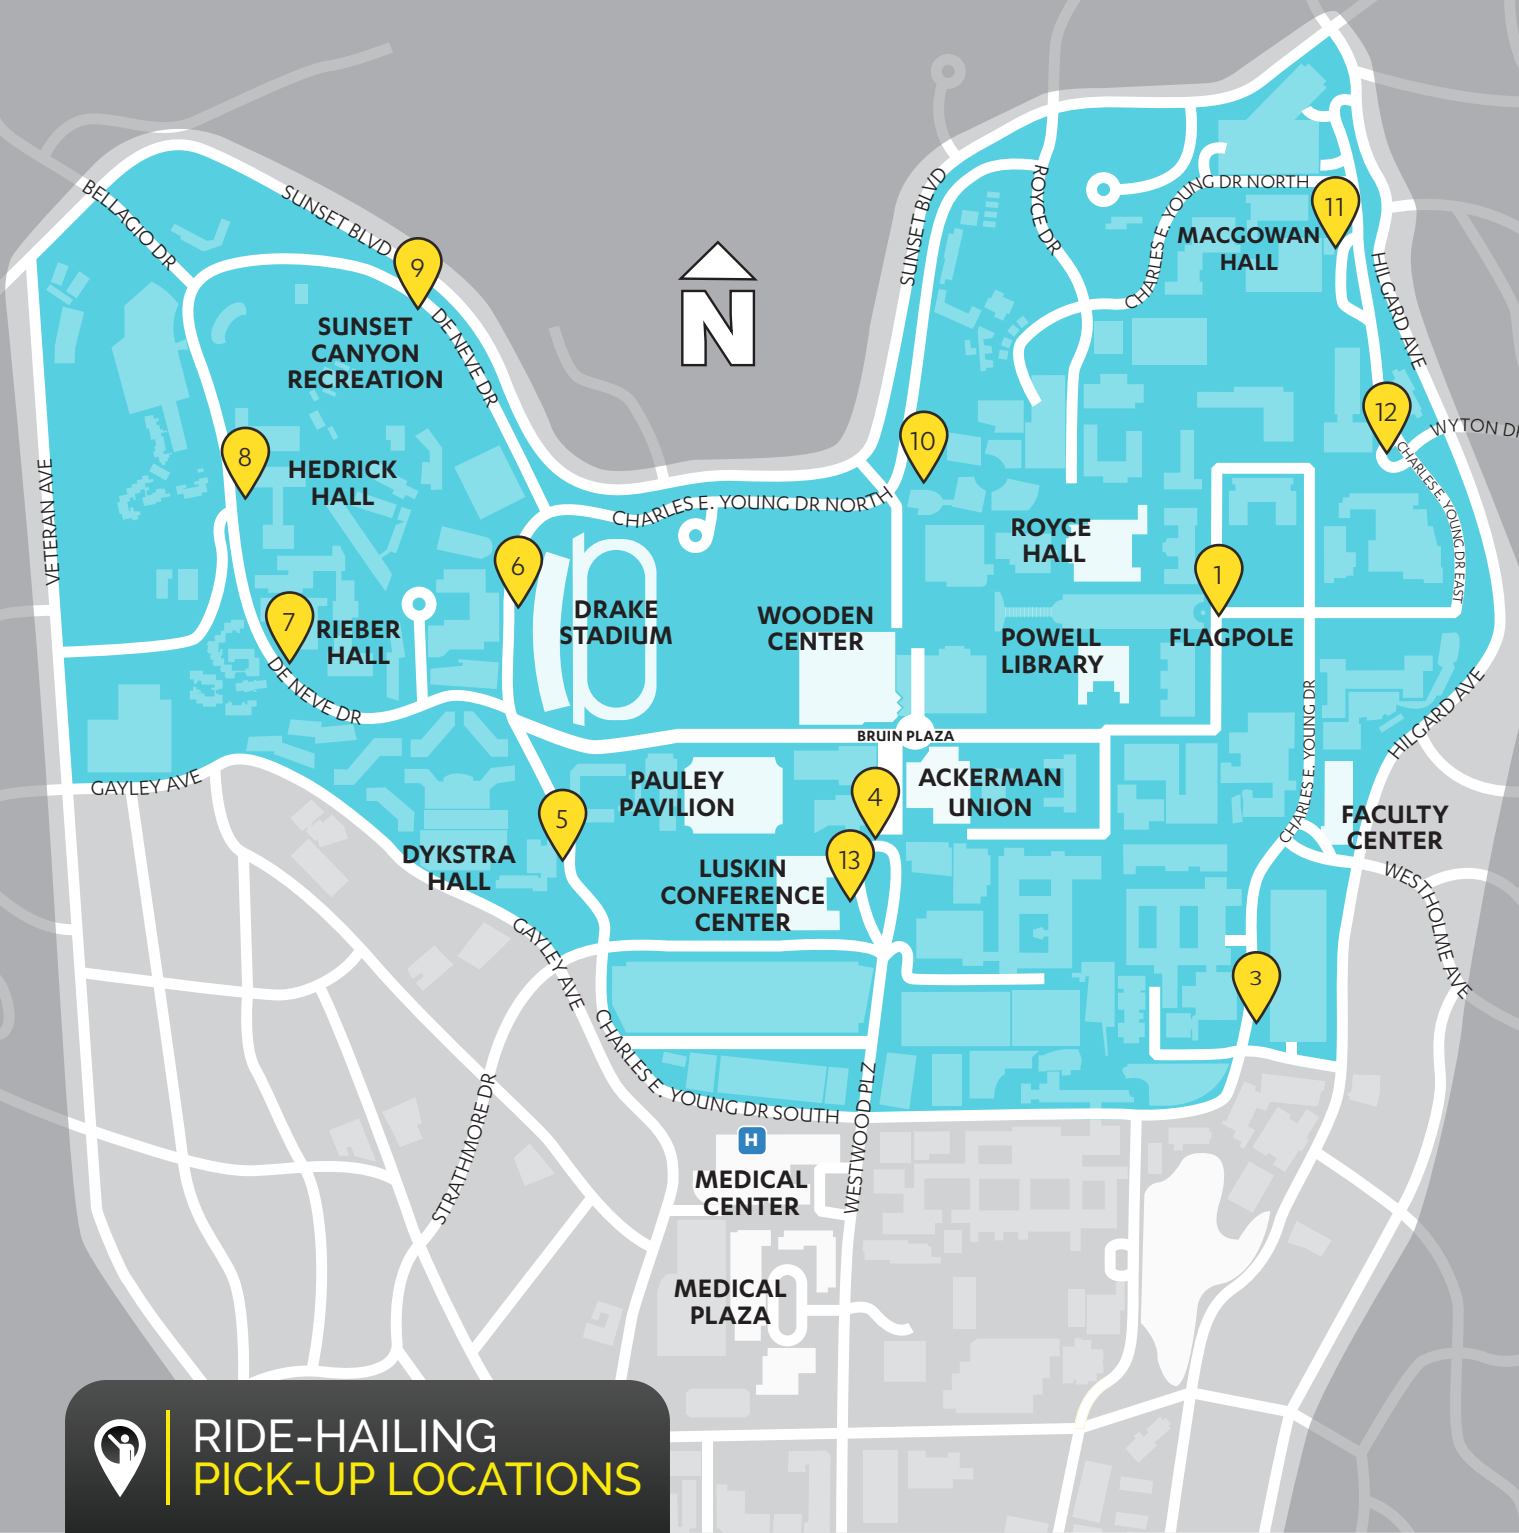 BELLAGIO DR
SUNSET BLVD
9
DE NEVE DR
SUNSET
CANYON
RECREATION
8
HEDRICK
HALL
VETERAN AVE
7
RIEBER
HALL
DE NEVE DR
GAYLEY AVE
6
DRAKE
STADIUM
N
CHARLES E. YOUNG DR NORTH
SUNSET BLVD
ROYCE DR
CHARLES E. YOUNG DR NORTH
11
MACGOWAN
HALL
HILGARD AVE
12
WYTON DR
CHARLES E. YOUNG DR EAST
10
ROYCE
HALL
1
FLAGPOLE
WOODEN
CENTER
POWELL
LIBRARY
BRUIN PLAZA
CHARLES E. YOUNG DR
HILGARD AVE
PAULEY
PAVILION
4
ACKERMAN
UNION
5
DYKSTRA
HALL
13
LUSKIN
CONFERENCE
CENTER
FACULTY
CENTER
WESTHOLME AVE
3
GAYLEY AVE
CHARLES E. YOUNG DR SOUTH
STRATHMORE DR
WESTWOOD PLZ
H
MEDICAL
CENTER
MEDICAL
PLAZA
RIDE-HAILING
PICK-UP LOCATIONS